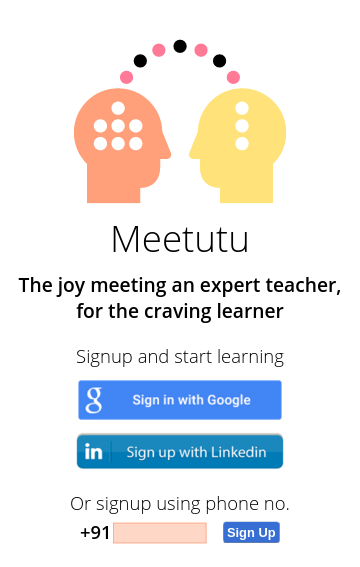 Meetutu
The joy meeting an expert teacher,
for the craving learner
Signup and start learning
g Sign in with Google
in Sign up with Linkedin
Or signup using phone no.
+91 Sign Up